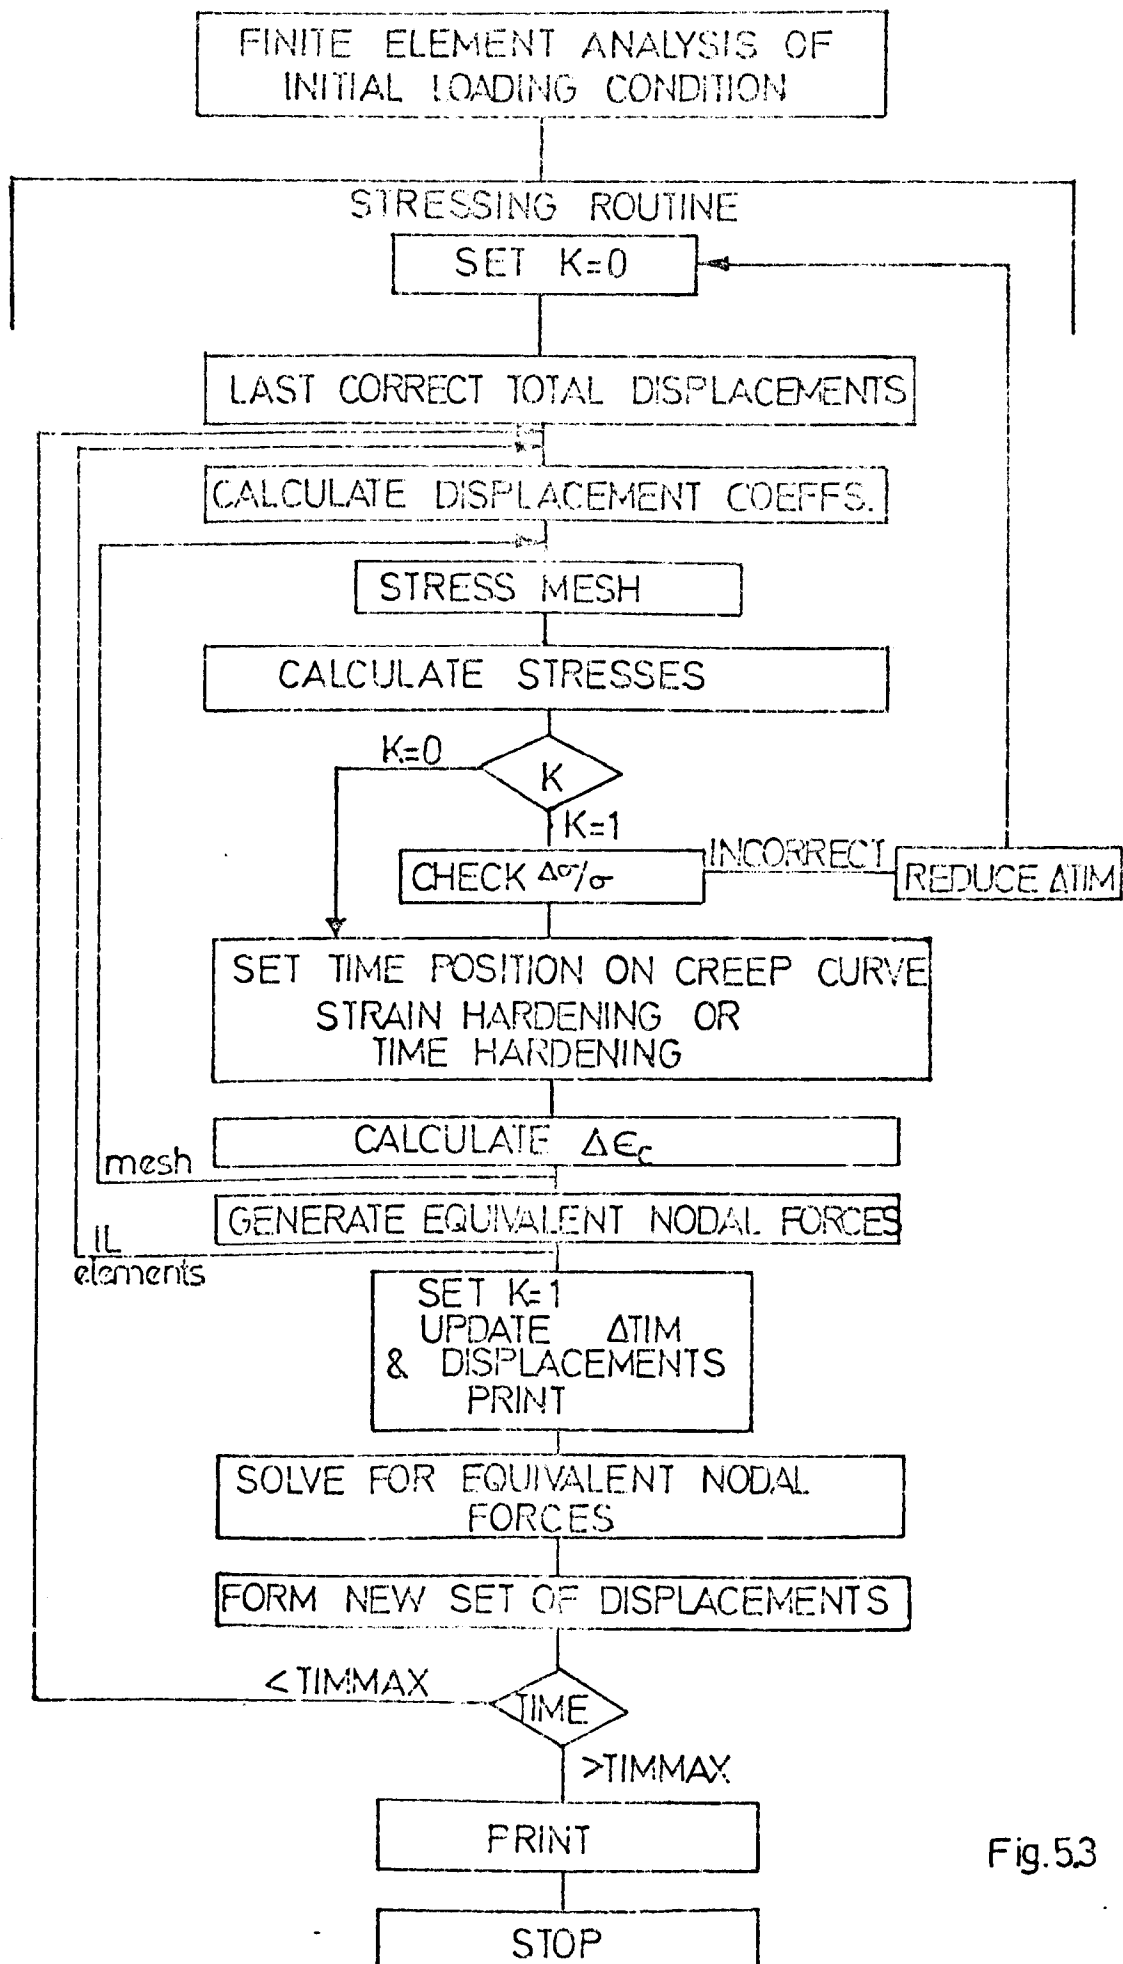 FINITE ELEMENT ANALYSIS OF
INITIAL LOADING CONDITION
STRESSING ROUTINE
SET K=0
LAST CORRECT TOTAL DISPLACEMENTS
CALCULATE DISPLACEMENT COEFFS.
STRESS MESH
CALCULATE STRESSES
K=0
K
K=1
CHECK Δσ/σ
INCORRECT
REDUCE ΔTIM
SET TIME POSITION ON CREEP CURVE
STRAIN HARDENING OR
TIME HARDENING
CALCULATE Δϵc
mesh
GENERATE EQUIVALENT NODAL FORCES
IL
elements
SET K=1
UPDATE ΔTIM
& DISPLACEMENTS
PRINT
SOLVE FOR EQUIVALENT NODAL
FORCES
FORM NEW SET OF DISPLACEMENTS
< TIMMAX
TIME
>TIMMAX
PRINT
Fig. 5.3
STOP